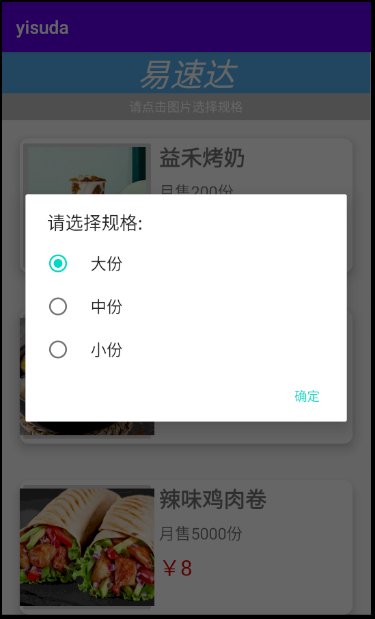 yisuda
易速达
请点击图片选择规格
益禾烤奶
月售200份
请选择规格:
大份
中份
小份
确定
辣味鸡肉卷
月售5000份
￥8